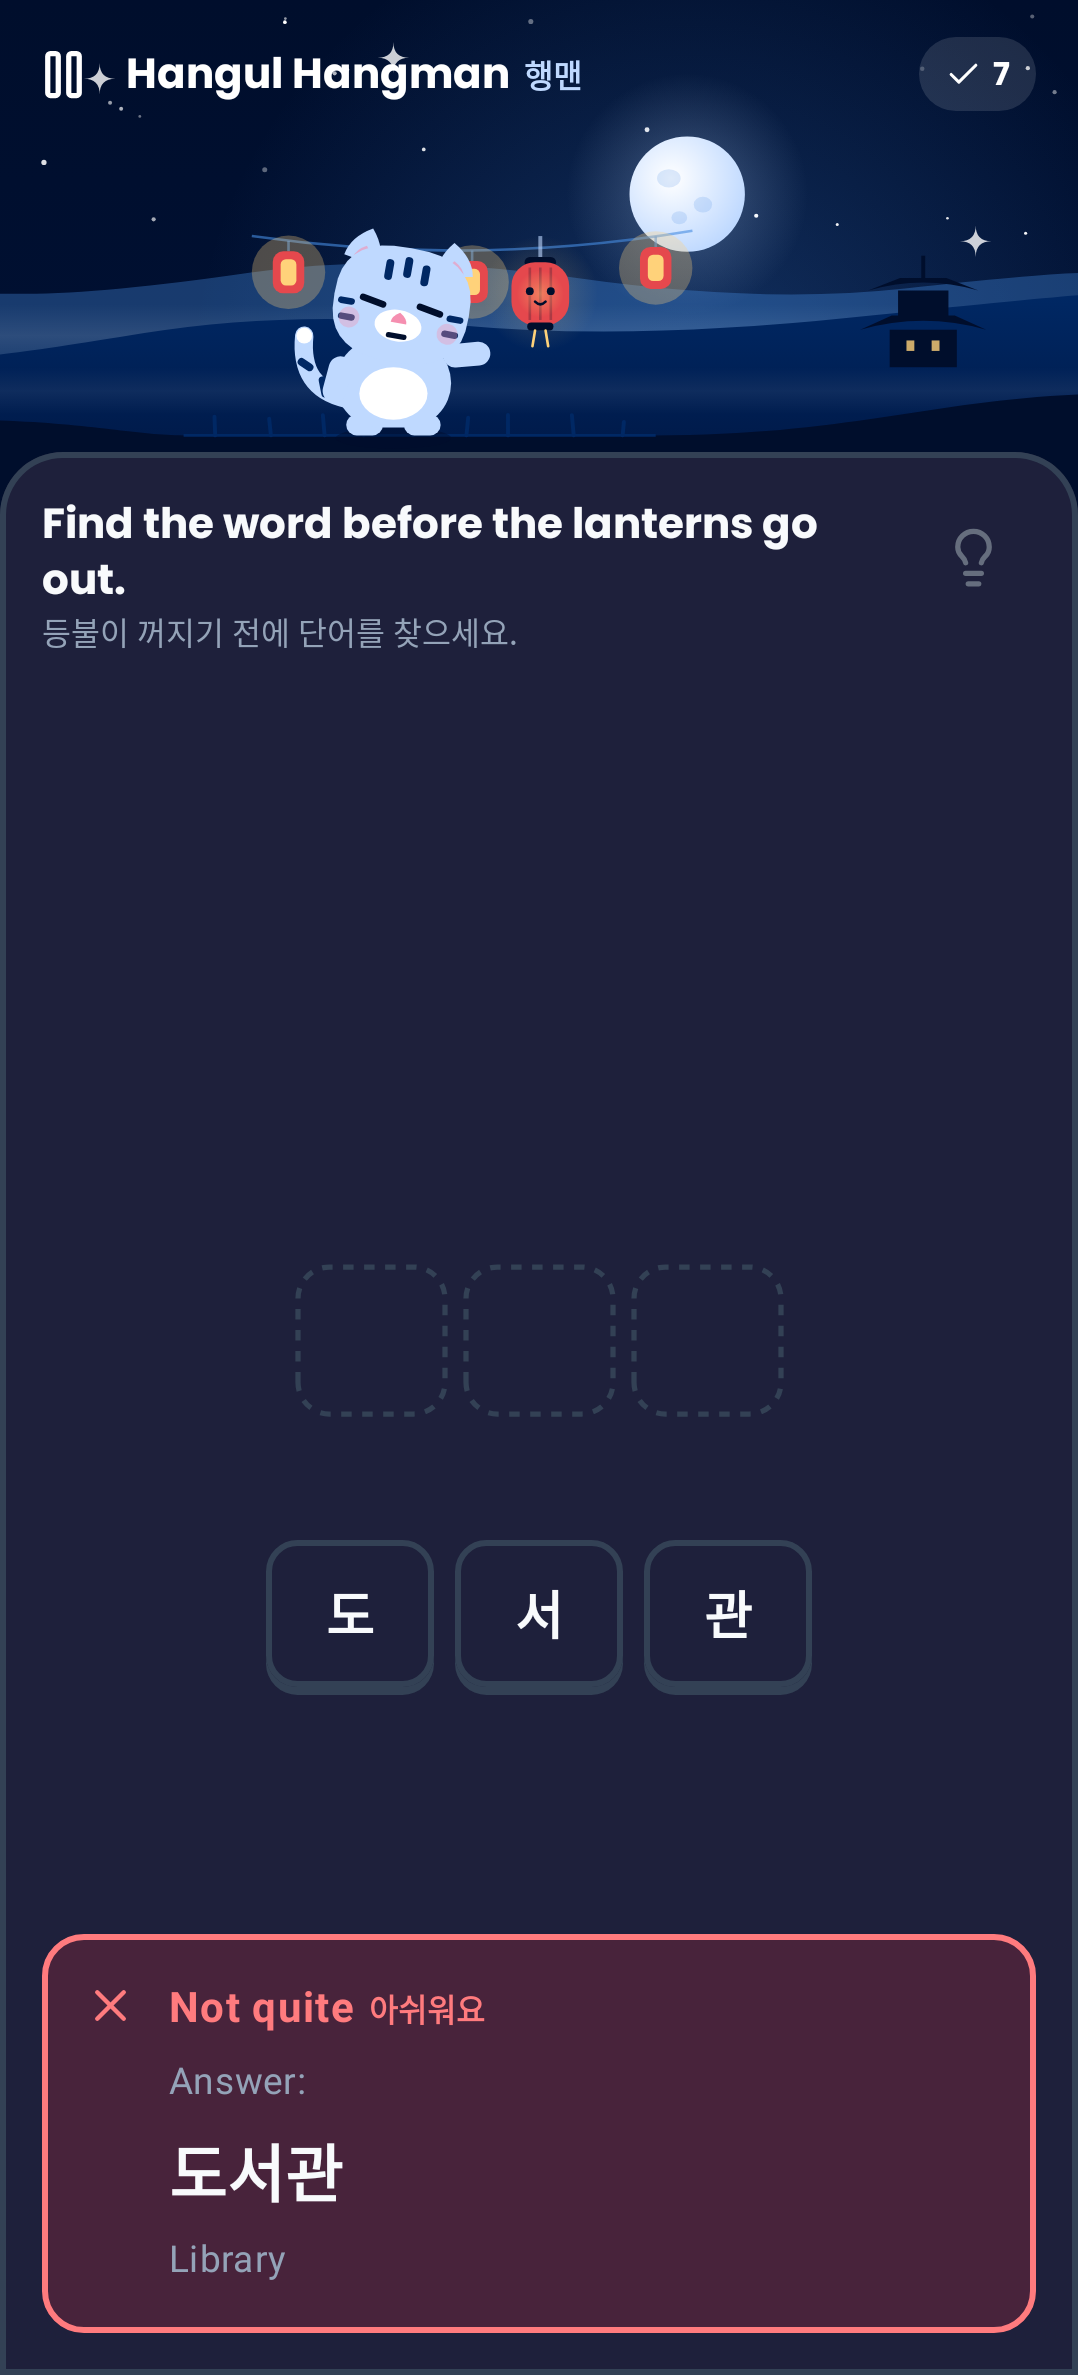 Hangul Hangman 행맨
7
Find the word before the lanterns go
out.
등불이 꺼지기 전에 단어를 찾으세요.
도 서 관
Not quite 아쉬워요
Answer:
도서관
Library